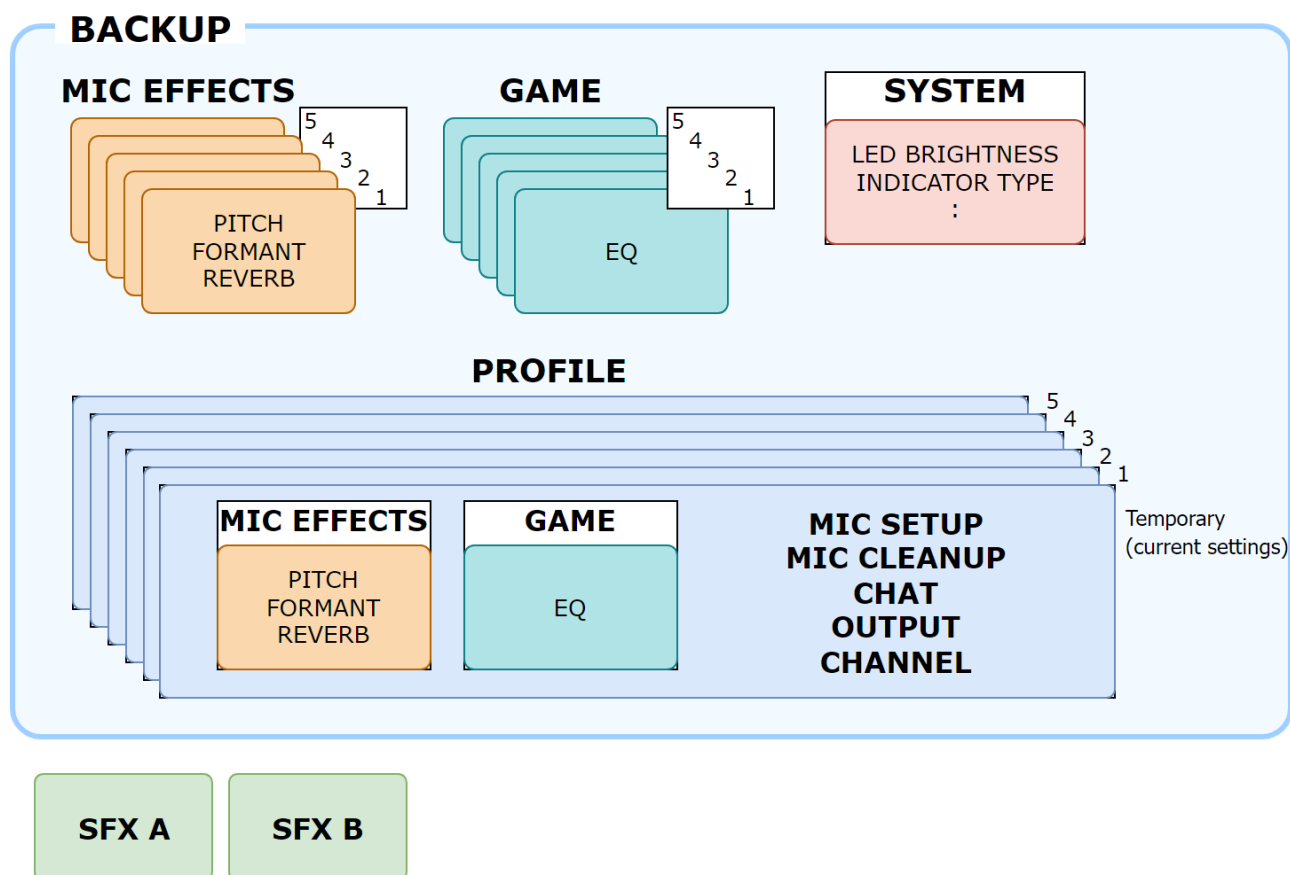 BACKUP
MIC EFFECTS
5
4
3
2
1
PITCH
FORMANT
REVERB
GAME
5
4
3
2
1
EQ
SYSTEM
LED BRIGHTNESS
INDICATOR TYPE
:
PROFILE
5
4
3
2
1
Temporary
(current settings)
MIC EFFECTS
PITCH
FORMANT
REVERB
GAME
EQ
MIC SETUP
MIC CLEANUP
CHAT
OUTPUT
CHANNEL
SFX A
SFX B